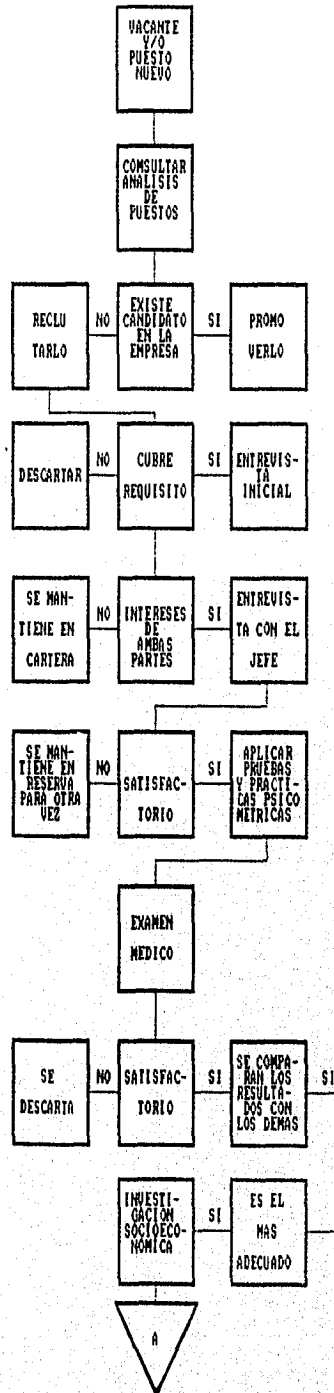 VACANTE
Y/O
PUESTO
NUEVO
COMSULTAR
ANALISIS
DE
PUESTOS
RECLU
TARLO
NO
EXISTE
CANDIDATO
EN LA
EMPRESA
SI
PROMO
VERLO
DESCARTAR
NO
CUBRE
REQUISITO
SI
ENTREVIS-
TA
INICIAL
SE MAN-
TIENE EN
CARTERA
NO
INTERESES
DE
AMBAS
PARTES
SI
ENTREVIS-
TA CON EL
JEFE
SE MAN-
TIENE EN
RESERVA
PARA OTRA
VEZ
NO
SATISFAC-
TORIO
SI
APLICAR
PRUEBAS
Y PRACTI-
CAS PSICO
METRICAS
EXAMEN
MEDICO
SE
DESCARTA
NO
SATISFAC-
TORIO
SI
SE COMPA-
RAN LOS
RESULTA-
DOS CON
LOS DEMAS
SI
INVESTI-
GACION
SOCIOECO-
NOMICA
SI
ES EL
MAS
ADECUADO
A